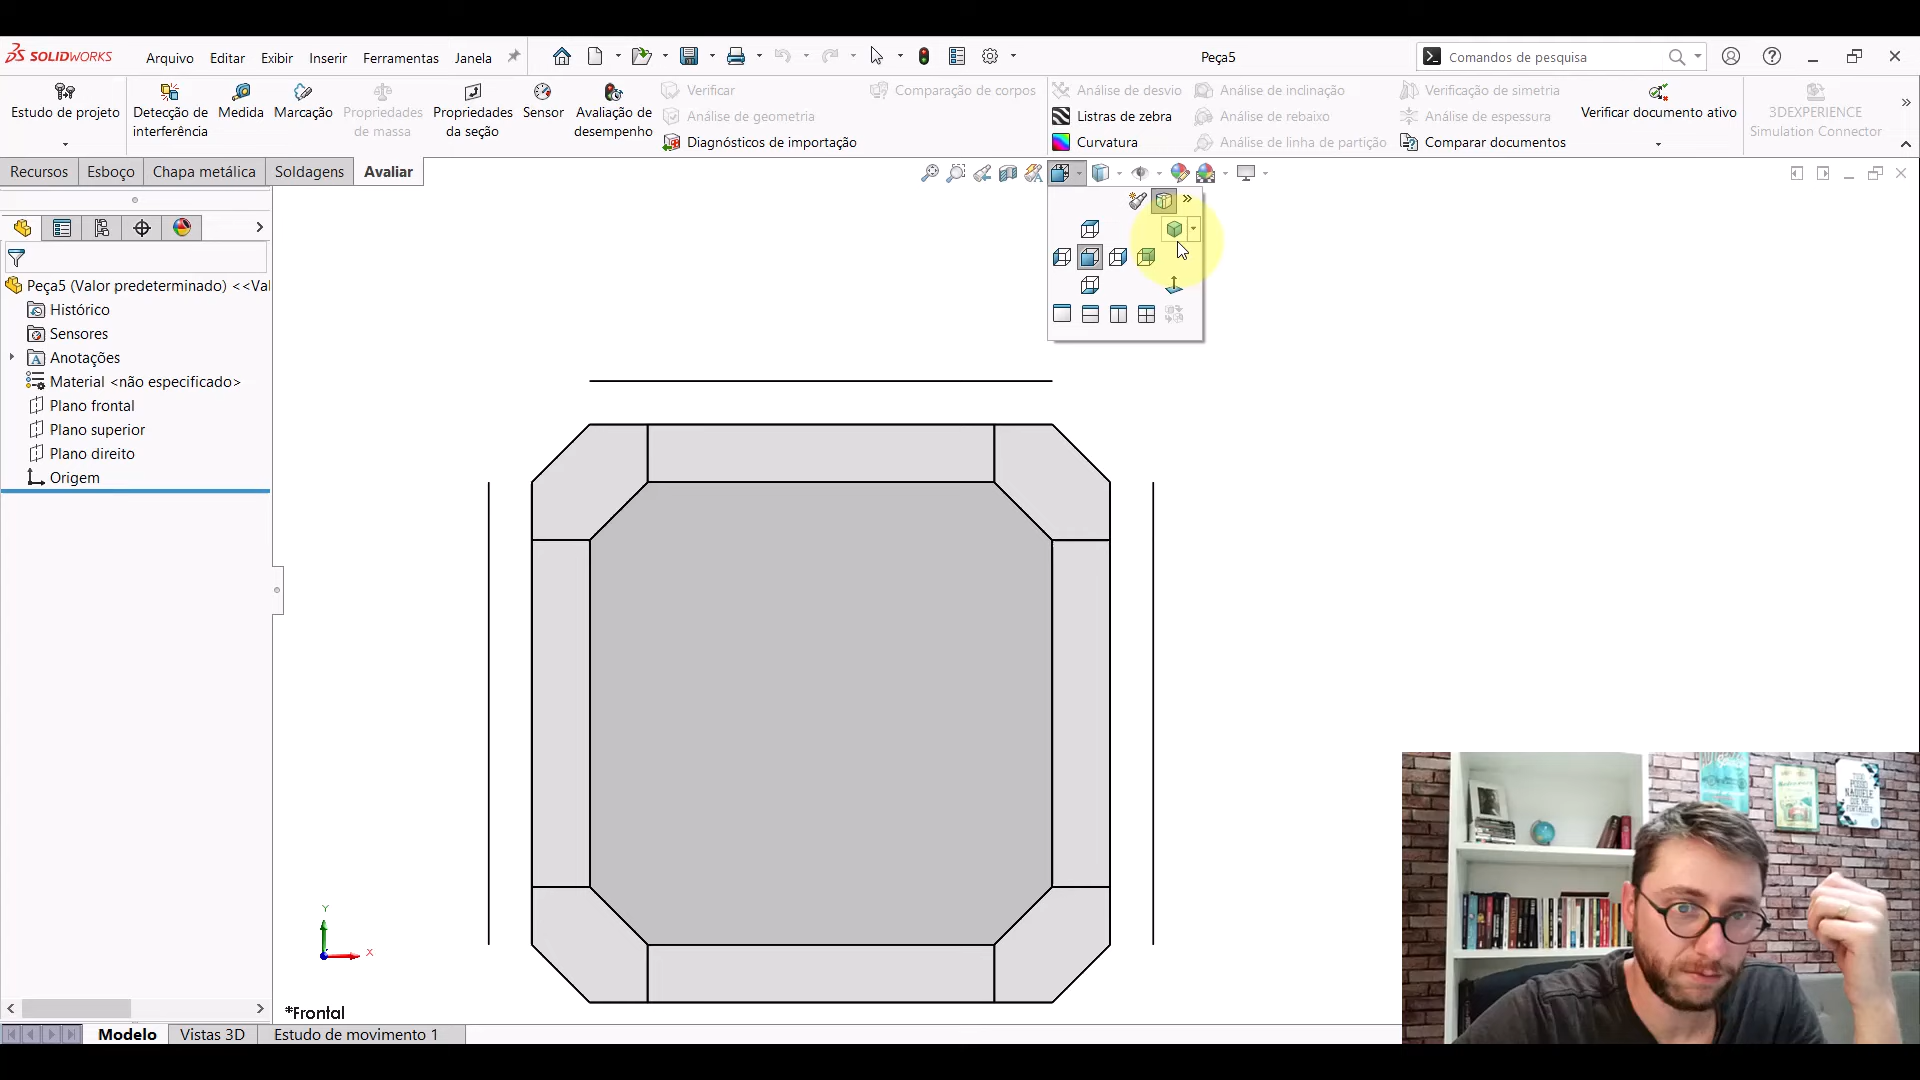 SOLIDWORKS
Arquivo Editar Exibir Inserir Ferramentas Janela
Peça5
Comandos de pesquisa
Estudo de projeto
Detecção de interferência
Medida
Marcação
Propriedades de massa
Propriedades da seção
Sensor
Avaliação de desempenho
Verificar
Análise de geometria
Diagnósticos de importação
Comparação de corpos
Análise de desvio
Listras de zebra
Curvatura
Análise de inclinação
Análise de rebaixo
Análise de linha de partição
Verificação de simetria
Análise de espessura
Comparar documentos
Verificar documento ativo
3DEXPERIENCE
Simulation Connector
Recursos Esboço Chapa metálica Soldagens Avaliar
Peça5 (Valor predeterminado) <<Val
Histórico
Sensores
Anotações
Material <não especificado>
Plano frontal
Plano superior
Plano direito
Origem
Y
X
*Frontal
Modelo Vistas 3D Estudo de movimento 1